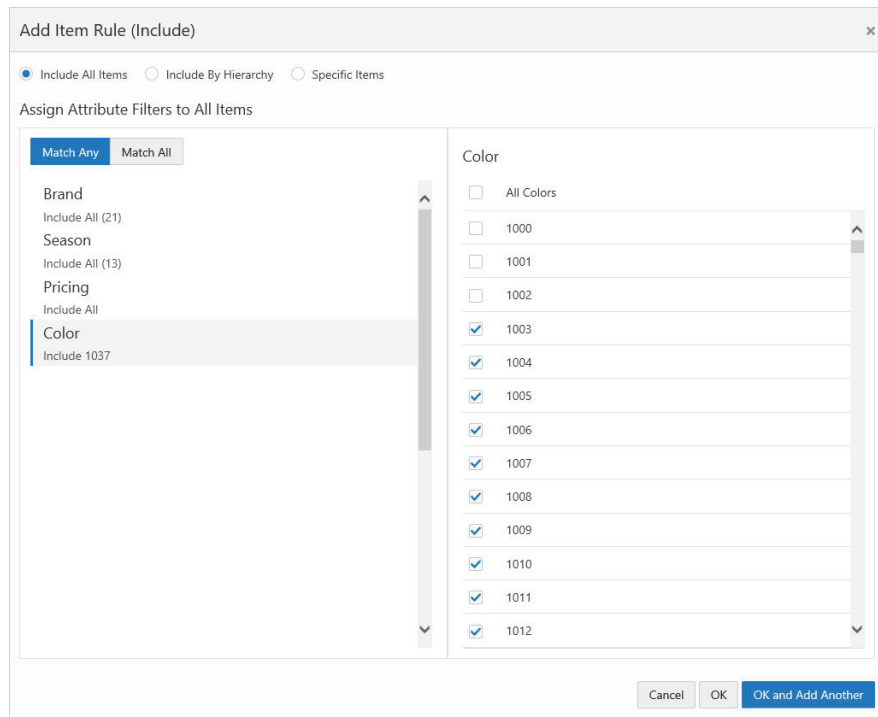 Add Item Rule (Include)
Include All Items Include By Hierarchy Specific Items
Assign Attribute Filters to All Items
Match Any Match All
Brand
Include All (21)
Season
Include All (13)
Pricing
Include All
Color
Include 1037
Color
All Colors
1000
1001
1002
1003
1004
1005
1006
1007
1008
1009
1010
1011
1012
Cancel OK OK and Add Another